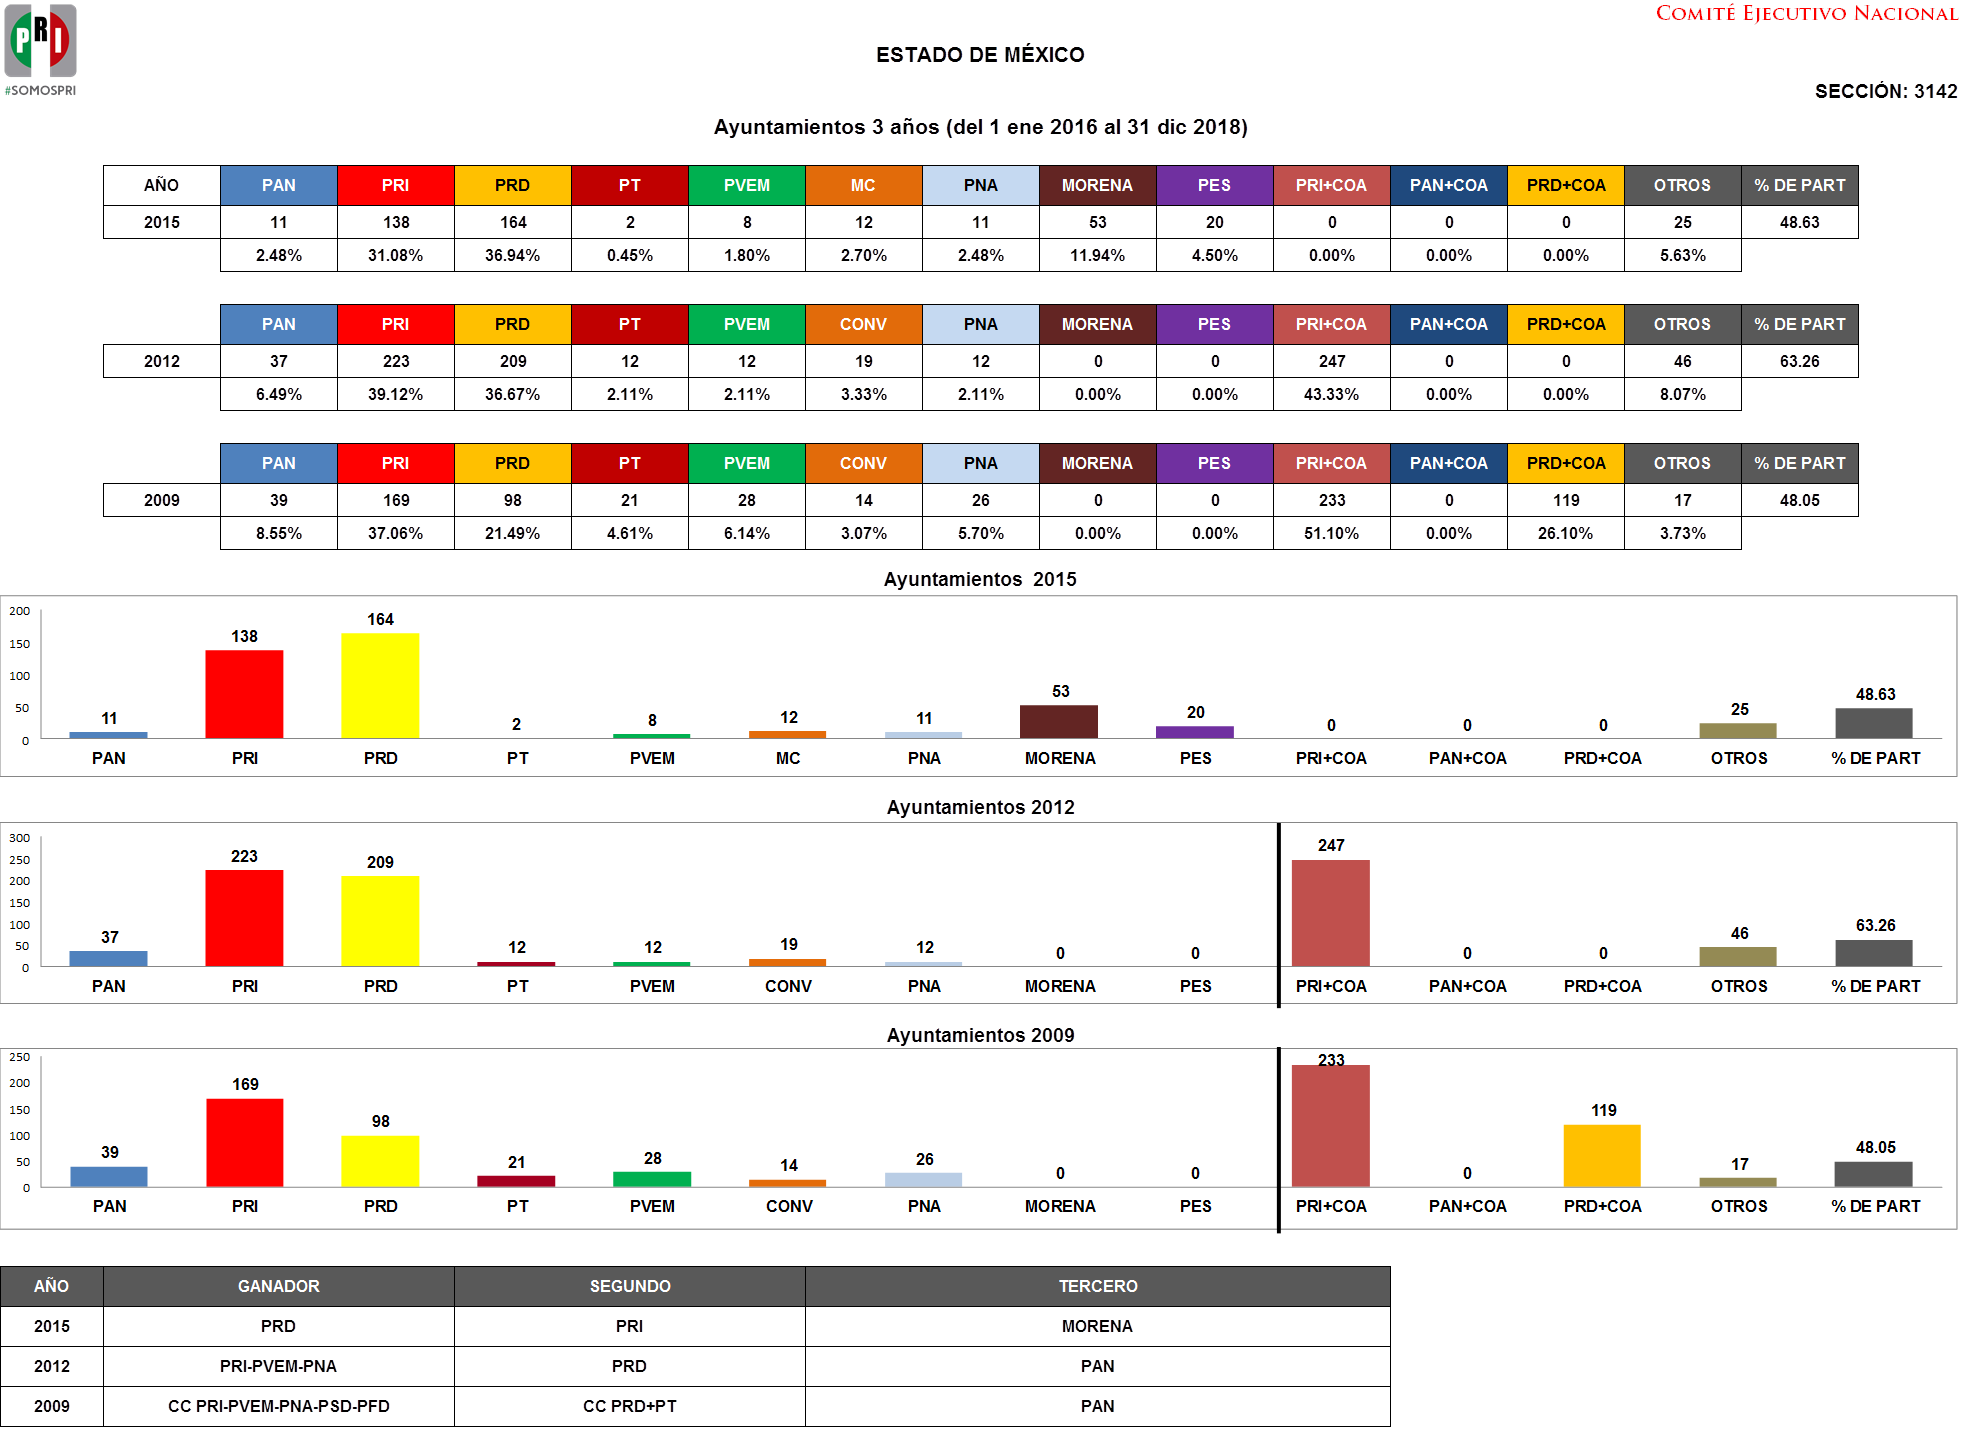 PRI
#SOMOSPRI
COMITÉ EJECUTIVO NACIONAL
ESTADO DE MÉXICO
SECCIÓN: 3142
Ayuntamientos 3 años (del 1 ene 2016 al 31 dic 2018)
AÑO PAN PRI PRD PT PVEM MC PNA MORENA PES PRI+COA PAN+COA PRD+COA OTROS % DE PART
2015 11 138 164 2 8 12 11 53 20 0 0 0 25 48.63
2.48% 31.08% 36.94% 0.45% 1.80% 2.70% 2.48% 11.94% 4.50% 0.00% 0.00% 0.00% 5.63%
PAN PRI PRD PT PVEM CONV PNA MORENA PES PRI+COA PAN+COA PRD+COA OTROS % DE PART
2012 37 223 209 12 12 19 12 0 0 247 0 0 46 63.26
6.49% 39.12% 36.67% 2.11% 2.11% 3.33% 2.11% 0.00% 0.00% 43.33% 0.00% 0.00% 8.07%
PAN PRI PRD PT PVEM CONV PNA MORENA PES PRI+COA PAN+COA PRD+COA OTROS % DE PART
2009 39 169 98 21 28 14 26 0 0 233 0 119 17 48.05
8.55% 37.06% 21.49% 4.61% 6.14% 3.07% 5.70% 0.00% 0.00% 51.10% 0.00% 26.10% 3.73%
Ayuntamientos 2015
200
150
100
50
0
11 138 164 2 8 12 11 53 20 0 0 0 25 48.63
PAN PRI PRD PT PVEM MC PNA MORENA PES PRI+COA PAN+COA PRD+COA OTROS % DE PART
Ayuntamientos 2012
300
250
200
150
100
50
0
37 223 209 12 12 19 12 0 0 247 0 0 46 63.26
PAN PRI PRD PT PVEM CONV PNA MORENA PES PRI+COA PAN+COA PRD+COA OTROS % DE PART
Ayuntamientos 2009
250
200
150
100
50
0
39 169 98 21 28 14 26 0 0 233 0 119 17 48.05
PAN PRI PRD PT PVEM CONV PNA MORENA PES PRI+COA PAN+COA PRD+COA OTROS % DE PART
AÑO GANADOR SEGUNDO TERCERO
2015 PRD PRI MORENA
2012 PRI-PVEM-PNA PRD PAN
2009 CC PRI-PVEM-PNA-PSD-PFD CC PRD+PT PAN